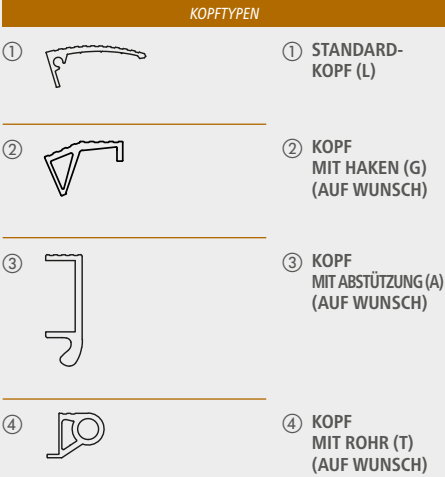 KOPFTYPEN
① ① STANDARD-
KOPF (L)
② ② KOPF
MIT HAKEN (G)
(AUF WUNSCH)
③ ③ KOPF
MIT ABSTÜTZUNG (A)
(AUF WUNSCH)
④ ④ KOPF
MIT ROHR (T)
(AUF WUNSCH)